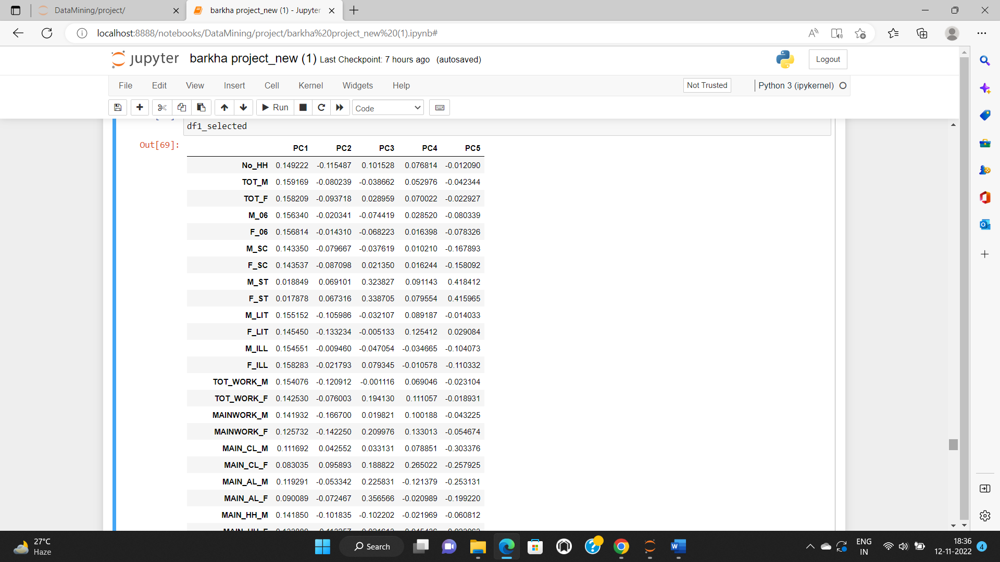 DataMining/project/
barkha project_new (1) - Jupyter
localhost:8888/notebooks/DataMining/project/barkha%20project_new%20(1).ipynb#
jupyter barkha project_new (1) Last Checkpoint: 7 hours ago (autosaved)
Logout
File Edit View Insert Cell Kernel Widgets Help
Not Trusted
Python 3 (ipykernel)
Run
Code
df1_selected
Out[69]:
PC1 PC2 PC3 PC4 PC5
No_HH 0.149222 -0.115487 0.101528 0.076814 -0.012090
TOT_M 0.159169 -0.080239 -0.038662 0.052976 -0.042344
TOT_F 0.158209 -0.093718 0.028959 0.070022 -0.022927
M_06 0.156340 -0.020341 -0.074419 0.028520 -0.080339
F_06 0.156814 -0.014310 -0.068223 0.016398 -0.078326
M_SC 0.143350 -0.079667 -0.037619 0.010210 -0.167893
F_SC 0.143537 -0.087098 0.021350 0.016244 -0.158092
M_ST 0.018849 0.069101 0.323827 0.091143 0.418412
F_ST 0.017878 0.067316 0.338705 0.079554 0.415965
M_LIT 0.155152 -0.105986 -0.032107 0.089187 -0.014033
F_LIT 0.145450 -0.133234 -0.005133 0.125412 0.029084
M_ILL 0.154551 -0.009460 -0.047054 -0.034665 -0.104073
F_ILL 0.158283 -0.021793 0.079345 -0.010578 -0.110332
TOT_WORK_M 0.154076 -0.120912 -0.001116 0.069046 -0.023104
TOT_WORK_F 0.142530 -0.076003 0.194130 0.111057 -0.018931
MAINWORK_M 0.141932 -0.166700 0.019821 0.100188 -0.043225
MAINWORK_F 0.125732 -0.142250 0.209976 0.133013 -0.054674
MAIN_CL_M 0.111692 0.042552 0.033131 0.078851 -0.303376
MAIN_CL_F 0.083035 0.095893 0.188822 0.265022 -0.257925
MAIN_AL_M 0.119291 -0.053342 0.225831 -0.121379 -0.253131
MAIN_AL_F 0.090089 -0.072467 0.356566 -0.020989 -0.199220
MAIN_HH_M 0.141850 -0.101835 -0.102202 -0.021969 -0.060812
27°C
Haze
Search
ENG
IN
18:36
12-11-2022
4